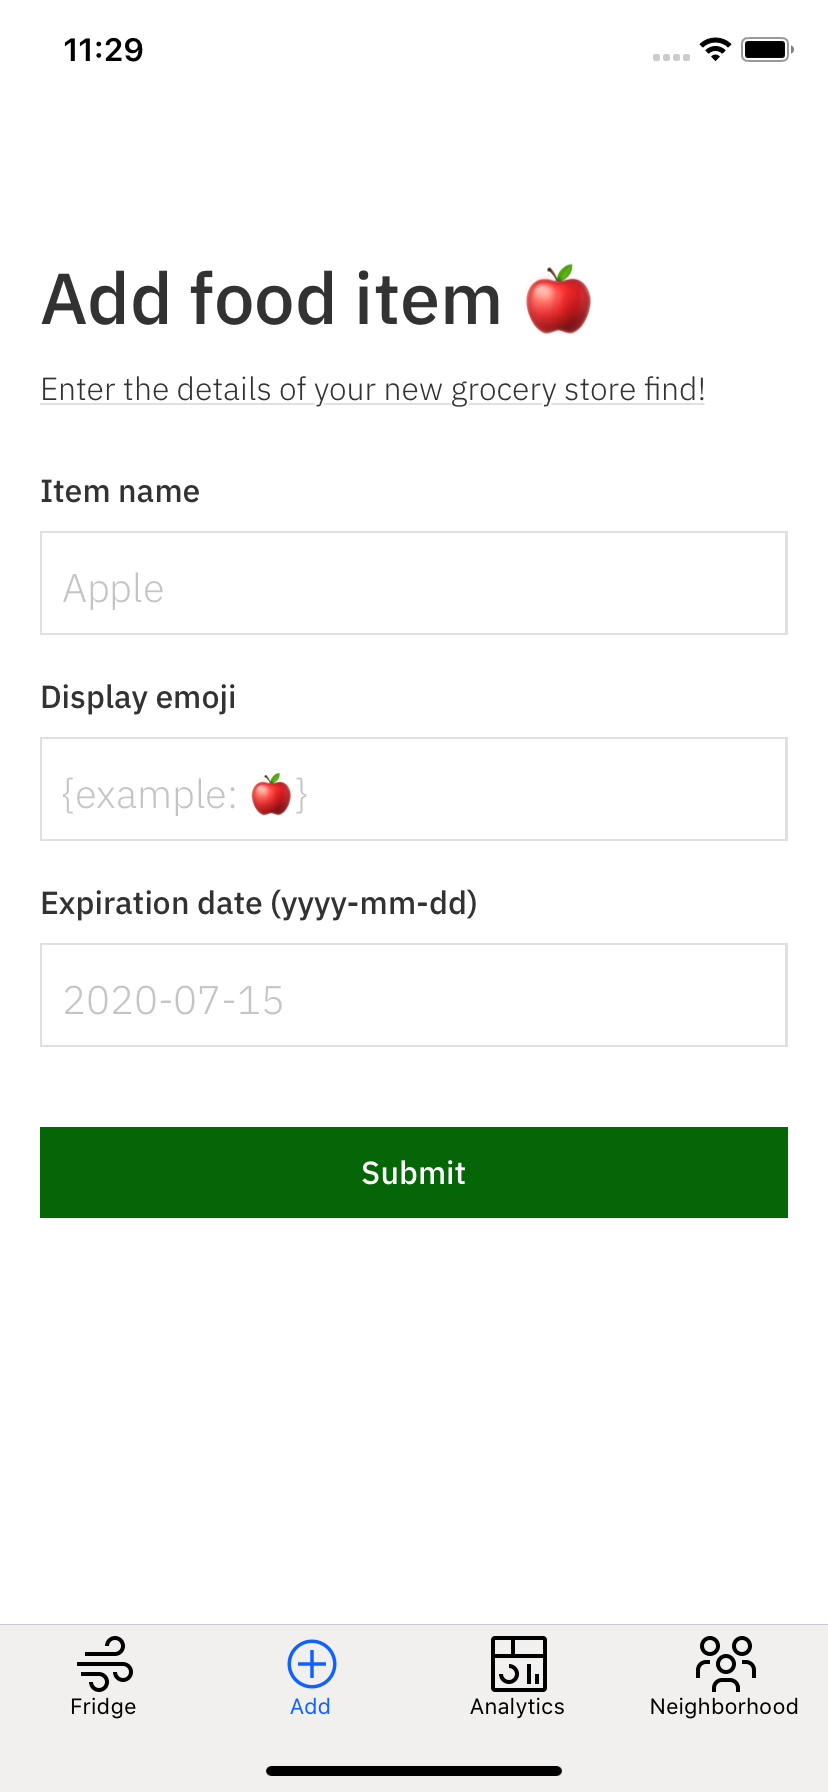 11:29
Add food item 🍎
Enter the details of your new grocery store find!
Item name
Apple
Display emoji
{example: 🍎}
Expiration date (yyyy-mm-dd)
2020-07-15
Submit
Fridge
Add
Analytics
Neighborhood